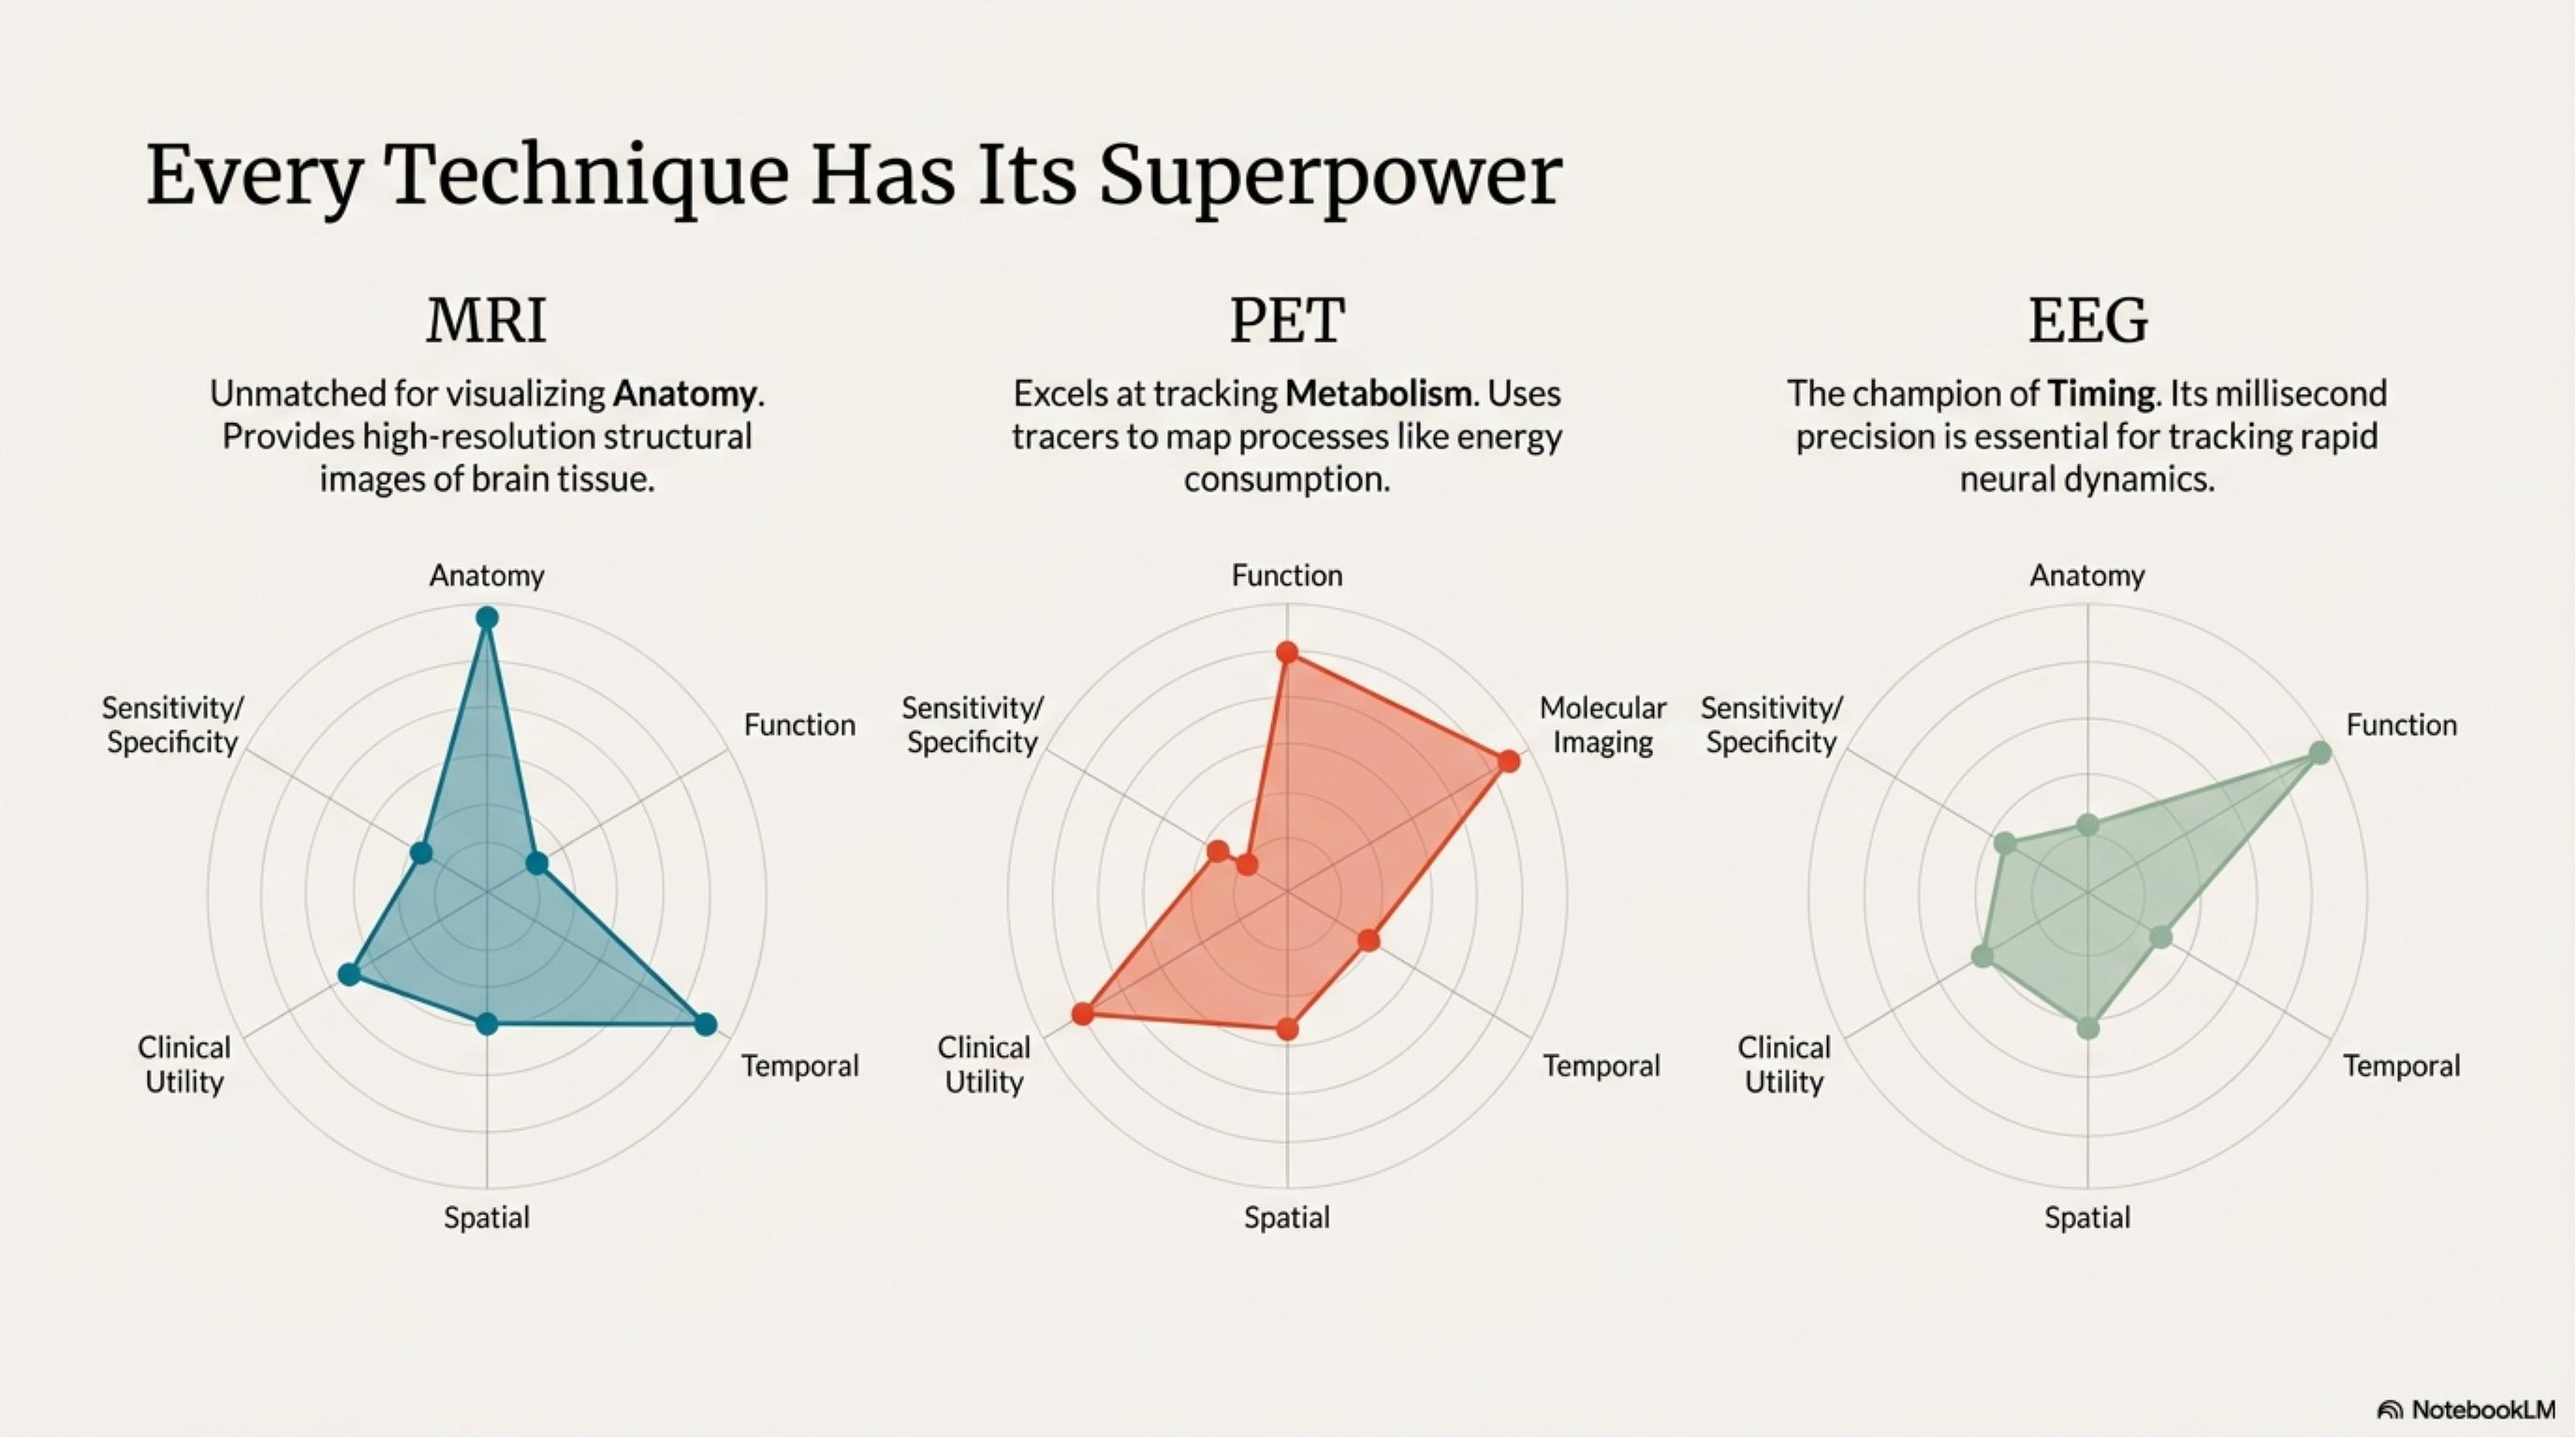 Every Technique Has Its Superpower
MRI
Unmatched for visualizing Anatomy.
Provides high-resolution structural
images of brain tissue.
Anatomy
Function
Temporal
Spatial
Clinical
Utility
Sensitivity/
Specificity
PET
Excels at tracking Metabolism. Uses
tracers to map processes like energy
consumption.
Function
Molecular
Imaging
Temporal
Spatial
Clinical
Utility
Sensitivity/
Specificity
EEG
The champion of Timing. Its millisecond
precision is essential for tracking rapid
neural dynamics.
Anatomy
Function
Temporal
Spatial
Clinical
Utility
Sensitivity/
Specificity
NotebookLM